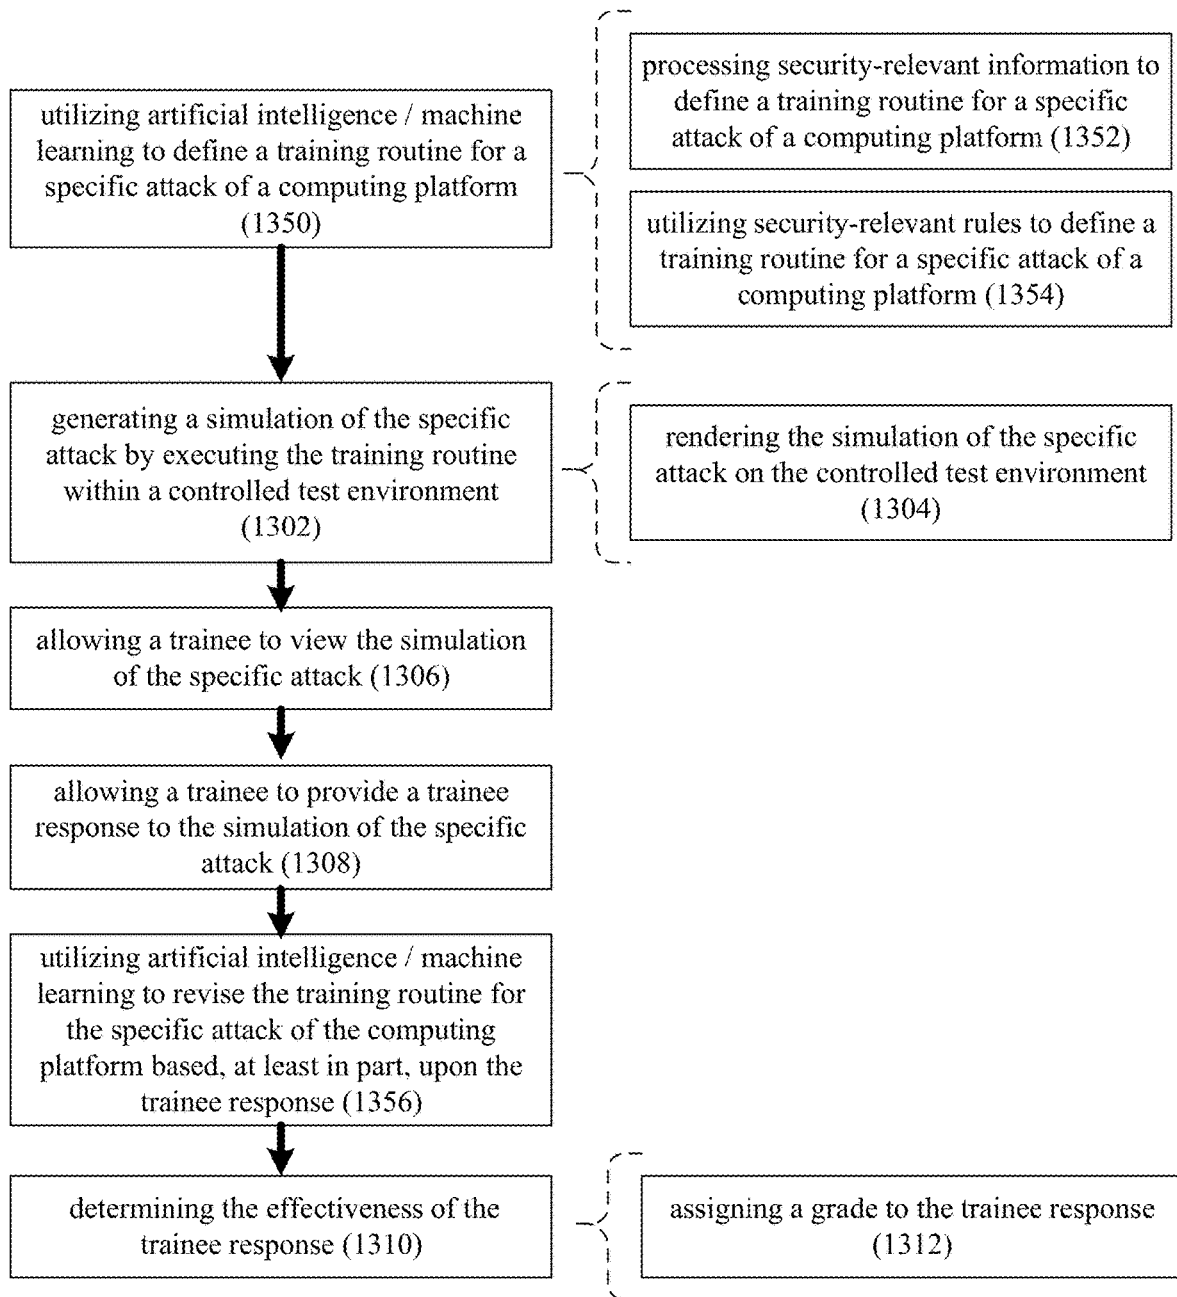 utilizing artificial intelligence / machine
learning to define a training routine for a
specific attack of a computing platform
(1350)
processing security-relevant information to
define a training routine for a specific
attack of a computing platform (1352)
utilizing security-relevant rules to define a
training routine for a specific attack of a
computing platform (1354)
generating a simulation of the specific
attack by executing the training routine
within a controlled test environment
(1302)
rendering the simulation of the specific
attack on the controlled test environment
(1304)
allowing a trainee to view the simulation
of the specific attack (1306)
allowing a trainee to provide a trainee
response to the simulation of the specific
attack (1308)
utilizing artificial intelligence / machine
learning to revise the training routine for
the specific attack of the computing
platform based, at least in part, upon the
trainee response (1356)
determining the effectiveness of the
trainee response (1310)
assigning a grade to the trainee response
(1312)